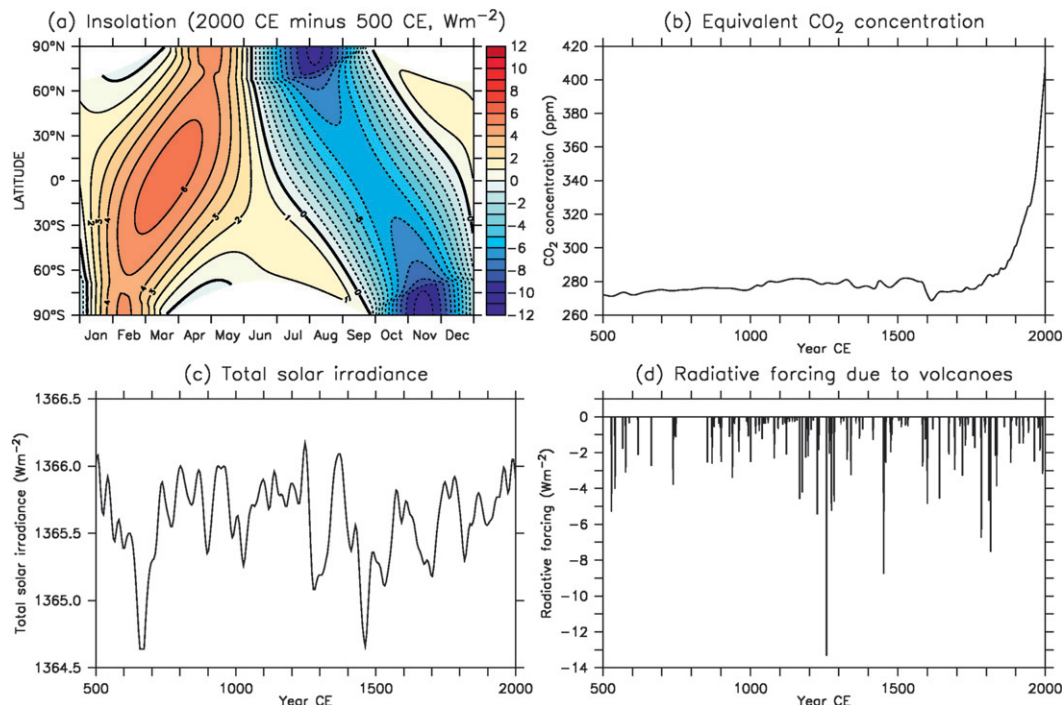 (a) Insolation (2000 CE minus 500 CE, Wm−2)
90°N
60°N
30°N
0°
30°S
60°S
90°S
LATITUDE
Jan Feb Mar Apr May Jun Jul Aug Sep Oct Nov Dec
12
10
8
6
4
2
0
−2
−4
−6
−8
−10
−12
(b) Equivalent CO2 concentration
420
400
380
360
340
320
300
280
260
CO2 concentration (ppm)
500 1000 1500 2000
Year CE
(c) Total solar irradiance
1366.5
1366.0
1365.5
1365.0
1364.5
Total solar irradiance (Wm−2)
500 1000 1500 2000
Year CE
(d) Radiative forcing due to volcanoes
0
−2
−4
−6
−8
−10
−12
−14
Radiative forcing (Wm−2)
500 1000 1500 2000
Year CE